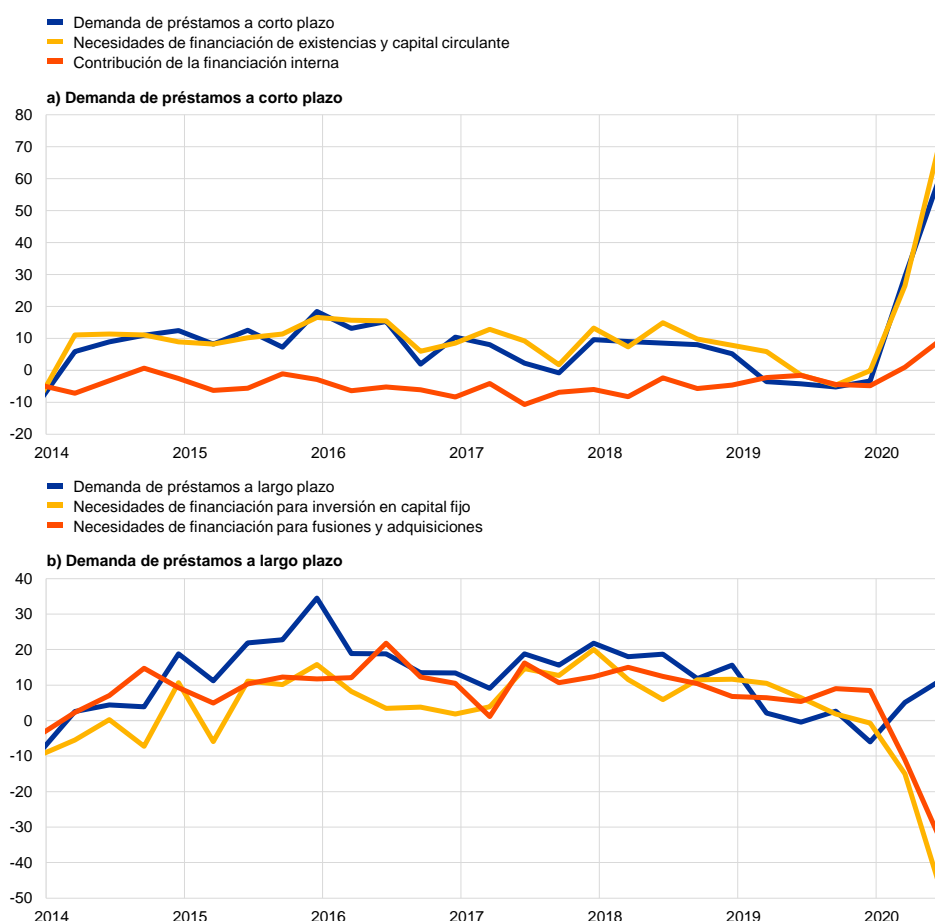 Demanda de préstamos a corto plazo
Necesidades de financiación de existencias y capital circulante
Contribución de la financiación interna
a) Demanda de préstamos a corto plazo
80
70
60
50
40
30
20
10
0
-10
-20
2014 2015 2016 2017 2018 2019 2020
Demanda de préstamos a largo plazo
Necesidades de financiación para inversión en capital fijo
Necesidades de financiación para fusiones y adquisiciones
b) Demanda de préstamos a largo plazo
40
30
20
10
0
-10
-20
-30
-40
-50
2014 2015 2016 2017 2018 2019 2020